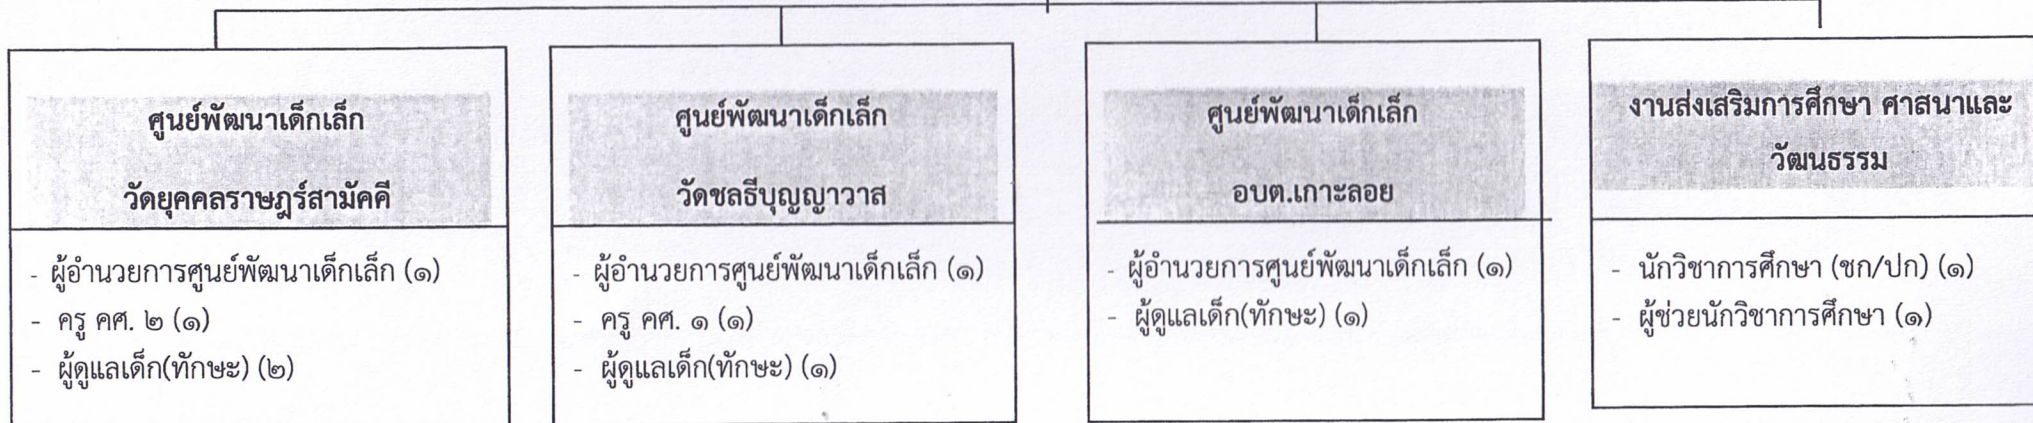 ศูนย์พัฒนาเด็กเล็ก
วัดยุคคลราษฎร์สามัคคี
- ผู้อำนวยการศูนย์พัฒนาเด็กเล็ก (๑)
- ครู คศ. ๒ (๑)
- ผู้ดูแลเด็ก(ทักษะ) (๒)
ศูนย์พัฒนาเด็กเล็ก
วัดชลธีบุญญาวาส
- ผู้อำนวยการศูนย์พัฒนาเด็กเล็ก (๑)
- ครู คศ. ๑ (๑)
- ผู้ดูแลเด็ก(ทักษะ) (๑)
ศูนย์พัฒนาเด็กเล็ก
อบต.เกาะลอย
- ผู้อำนวยการศูนย์พัฒนาเด็กเล็ก (๑)
- ผู้ดูแลเด็ก(ทักษะ) (๑)
งานส่งเสริมการศึกษา ศาสนาและ
วัฒนธรรม
- นักวิชาการศึกษา (ชก/ปก) (๑)
- ผู้ช่วยนักวิชาการศึกษา (๑)